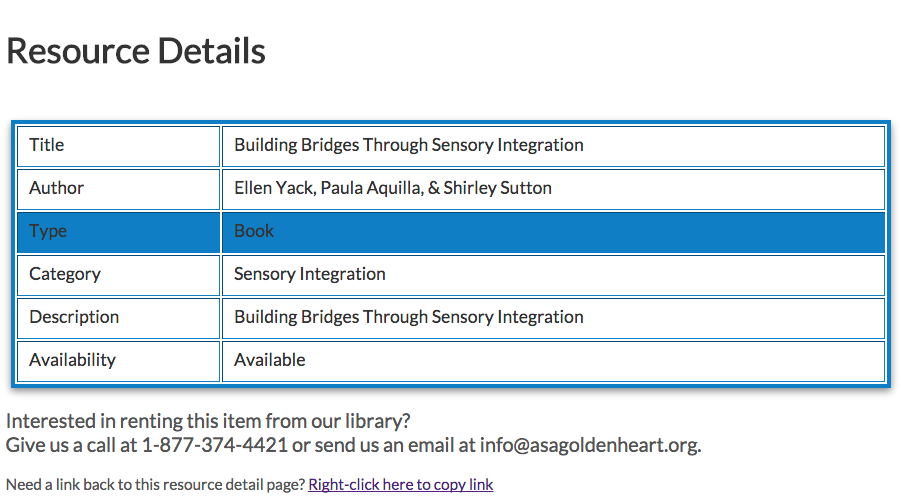 Resource Details
Title Building Bridges Through Sensory Integration
Author Ellen Yack, Paula Aquilla, & Shirley Sutton
Type Book
Category Sensory Integration
Description Building Bridges Through Sensory Integration
Availability Available
Interested in renting this item from our library?
Give us a call at 1-877-374-4421 or send us an email at info@asagoldenheart.org.
Need a link back to this resource detail page? Right-click here to copy link